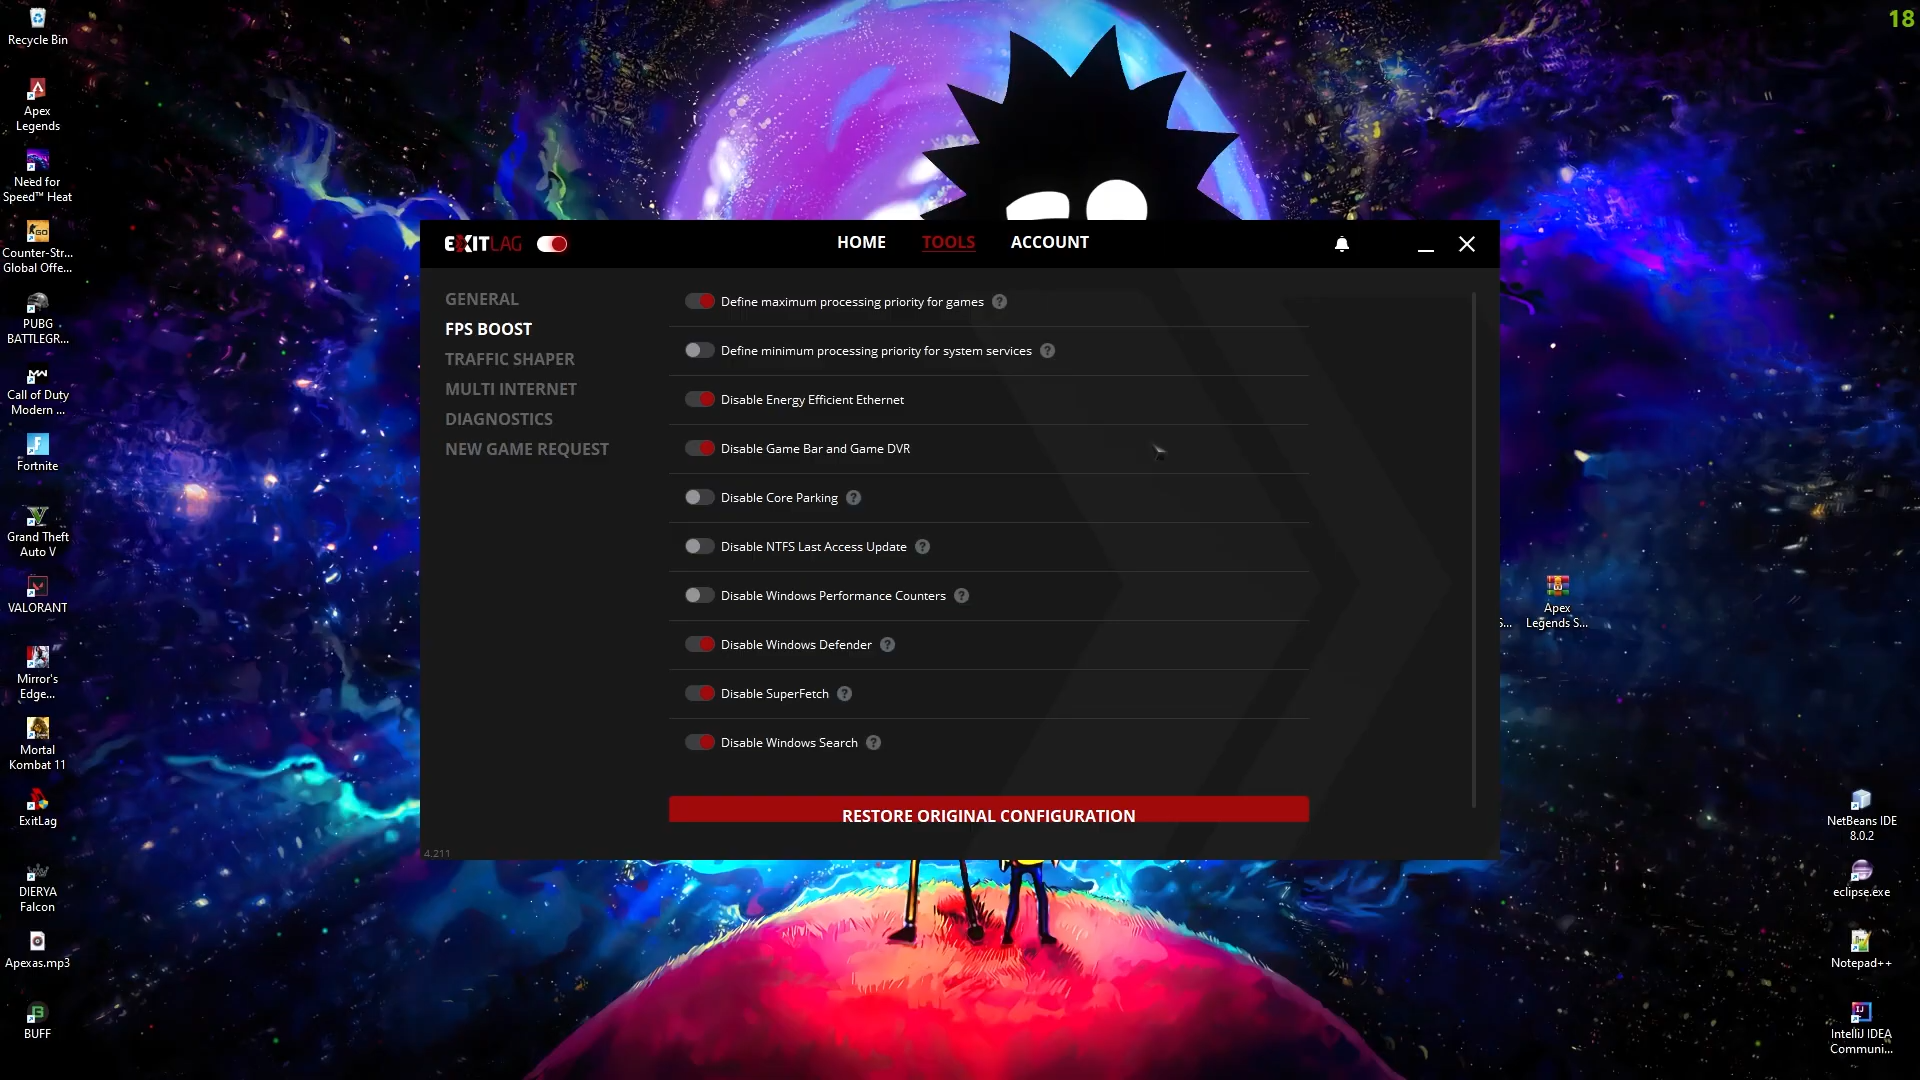 Recycle Bin
Apex
Legends
Need for
Speed™ Heat
Counter-Str...
Global Offe...
PUBG
BATTLEGR...
Call of Duty
Modern ...
Fortnite
Grand Theft
Auto V
VALORANT
Mirror's
Edge...
Mortal
Kombat 11
ExitLag
DIERYA
Falcon
Apexas.mp3
BUFF
18
EXITLAG
HOME
TOOLS
ACCOUNT
GENERAL
FPS BOOST
TRAFFIC SHAPER
MULTI INTERNET
DIAGNOSTICS
NEW GAME REQUEST
Define maximum processing priority for games ?
Define minimum processing priority for system services ?
Disable Energy Efficient Ethernet
Disable Game Bar and Game DVR
Disable Core Parking ?
Disable NTFS Last Access Update ?
Disable Windows Performance Counters ?
Disable Windows Defender ?
Disable SuperFetch ?
Disable Windows Search ?
RESTORE ORIGINAL CONFIGURATION
4.211
S...
Apex
Legends S...
NetBeans IDE
8.0.2
eclipse.exe
Notepad++
IntelliJ IDEA
Communi...